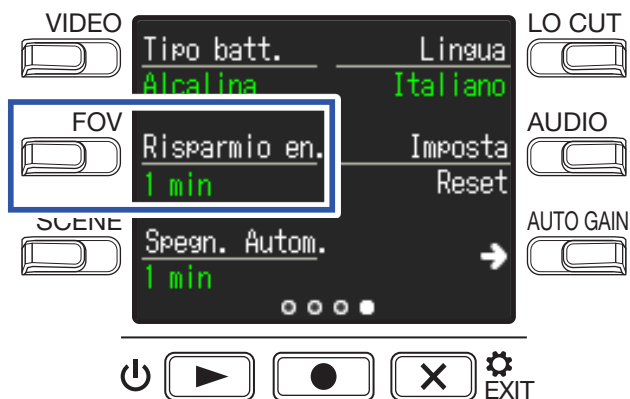 VIDEO
LO CUT
Tipo batt.
Lingua
Alcalina
Italiano
FOV
AUDIO
Risparmio en.
Imposta
1 min
Reset
SCENE
AUTO GAIN
Spegn. Autom.
1 min
EXIT